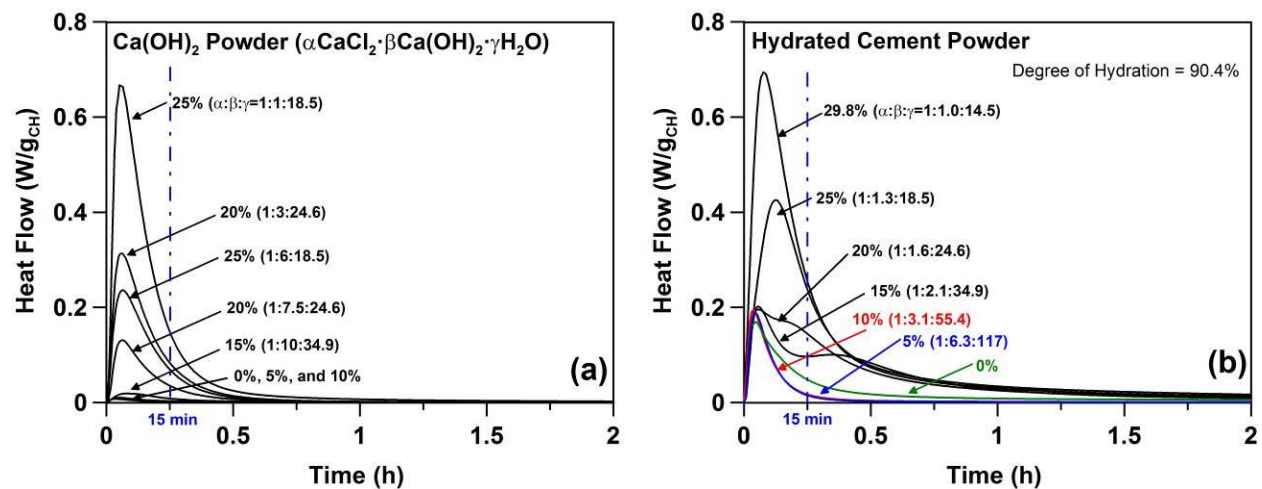 Ca(OH)₂ Powder (αCaCl₂·βCa(OH)₂·γH₂O)
25% (α:β:γ=1:1:18.5)
20% (1:3:24.6)
25% (1:6:18.5)
20% (1:7.5:24.6)
15% (1:10:34.9)
0%, 5%, and 10%
(a)
15 min
Heat Flow (W/g_CH)
0.8
0.6
0.4
0.2
0
0 0.5 1 1.5 2
Time (h)
Hydrated Cement Powder
Degree of Hydration = 90.4%
29.8% (α:β:γ=1:1.0:14.5)
25% (1:1.3:18.5)
20% (1:1.6:24.6)
15% (1:2.1:34.9)
10% (1:3.1:55.4)
5% (1:6.3:117)
0%
(b)
15 min
Heat Flow (W/g_CH)
0.8
0.6
0.4
0.2
0
0 0.5 1 1.5 2
Time (h)